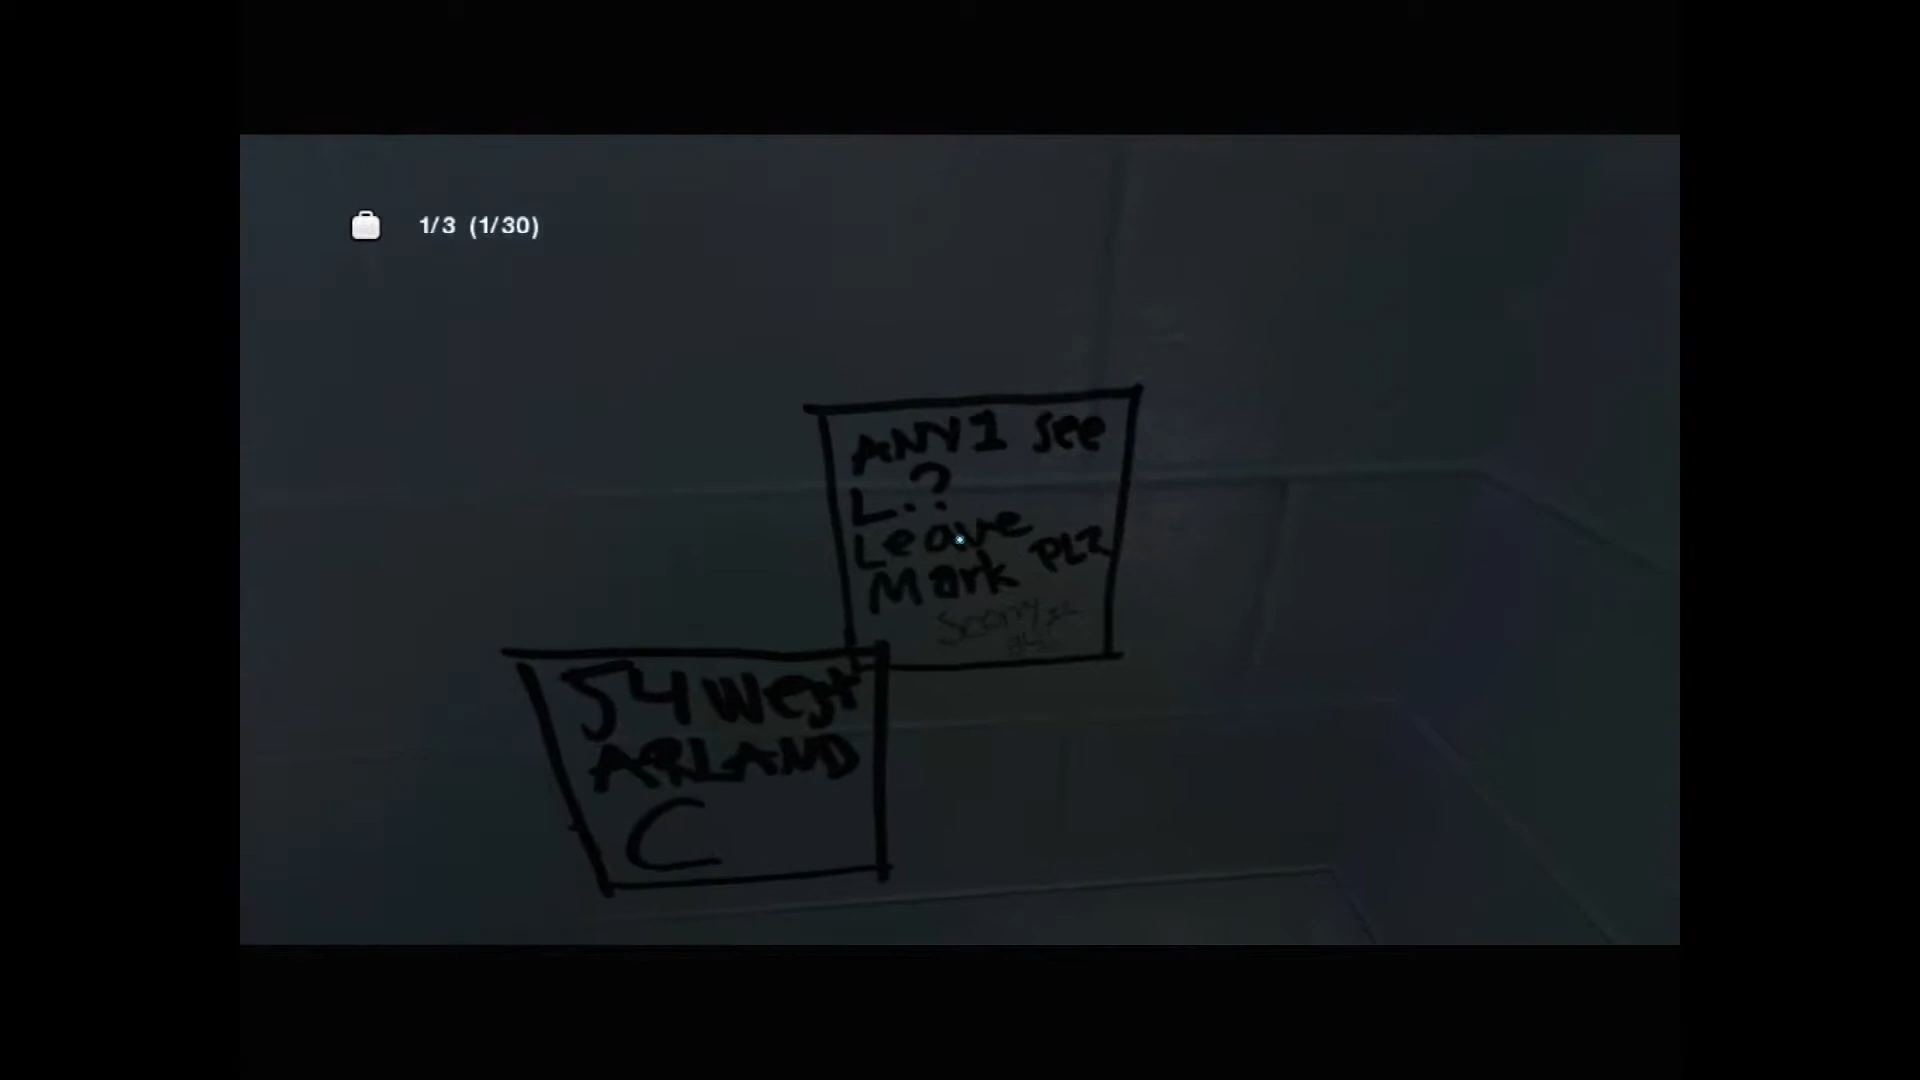 1/3 (1/30)
ANY1 see
L.?
Leave
Mark PLZ
54 West
ARLAND
C